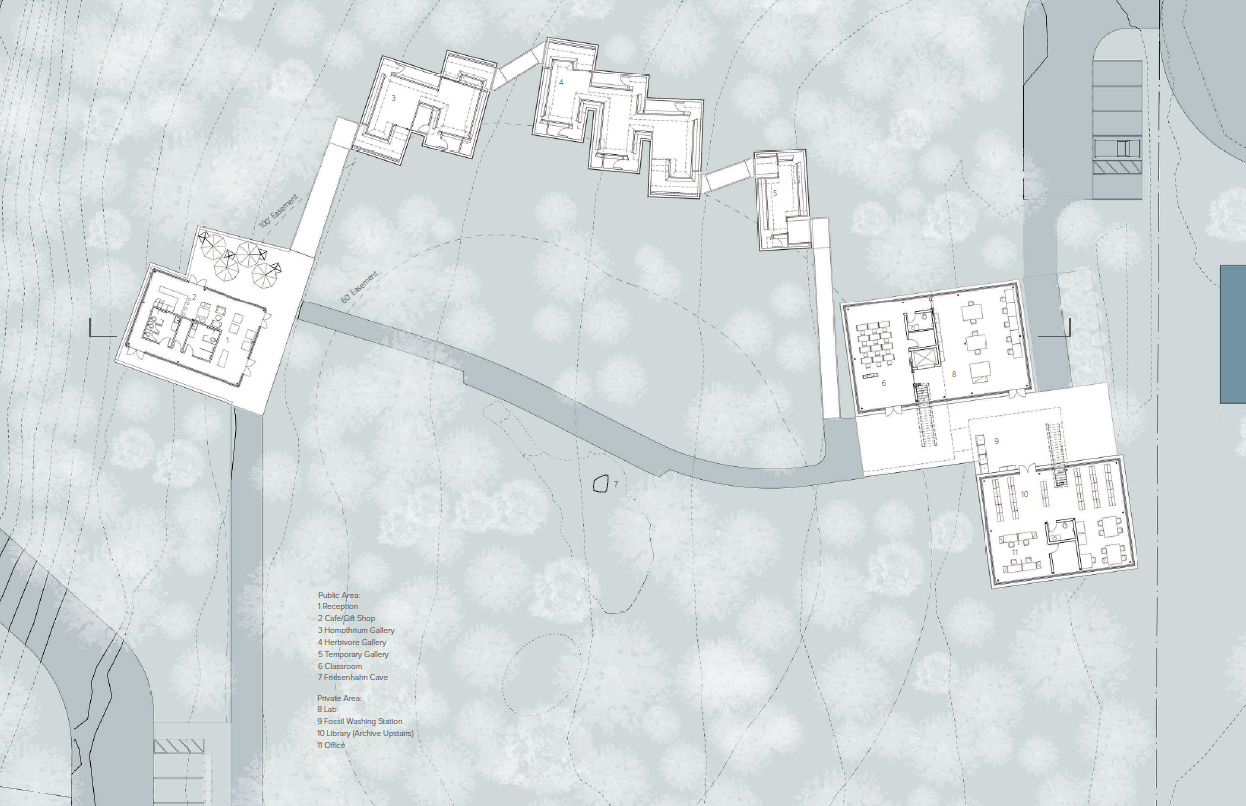 4
3
5
100' Easement
60' Easement
2
1
6
8
9
7
10
11
Public Area:
1 Reception
2 Cafe/Gift Shop
3 Homotherium Gallery
4 Herbivore Gallery
5 Temporary Gallery
6 Classroom
7 Friesenhahn Cave
Private Area:
8 Lab
9 Fossil Washing Station
10 Library (Archive Upstairs)
11 Office